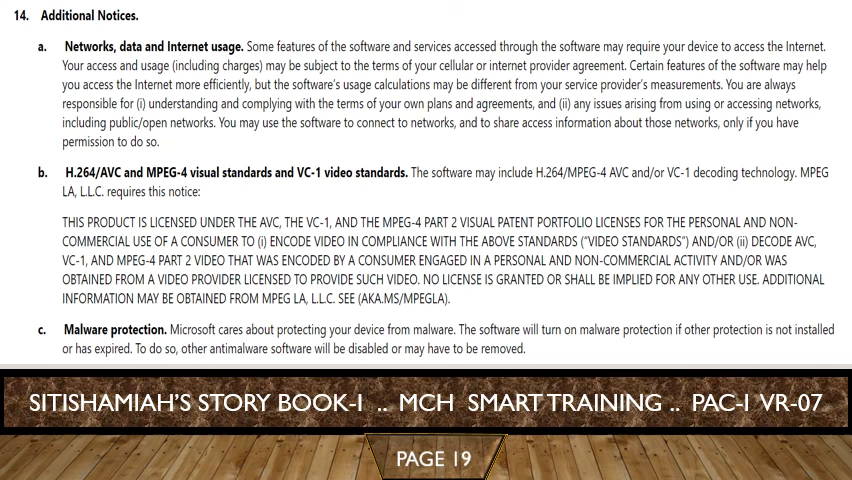 14. Additional Notices.
a. Networks, data and Internet usage. Some features of the software and services accessed through the software may require your device to access the Internet.
Your access and usage (including charges) may be subject to the terms of your cellular or internet provider agreement. Certain features of the software may help
you access the Internet more efficiently, but the software's usage calculations may be different from your service provider's measurements. You are always
responsible for (i) understanding and complying with the terms of your own plans and agreements, and (ii) any issues arising from using or accessing networks,
including public/open networks. You may use the software to connect to networks, and to share access information about those networks, only if you have
permission to do so.
b. H.264/AVC and MPEG-4 visual standards and VC-1 video standards. The software may include H.264/MPEG-4 AVC and/or VC-1 decoding technology. MPEG
LA, L.L.C. requires this notice:
THIS PRODUCT IS LICENSED UNDER THE AVC, THE VC-1, AND THE MPEG-4 PART 2 VISUAL PATENT PORTFOLIO LICENSES FOR THE PERSONAL AND NON-
COMMERCIAL USE OF A CONSUMER TO (i) ENCODE VIDEO IN COMPLIANCE WITH THE ABOVE STANDARDS ("VIDEO STANDARDS") AND/OR (ii) DECODE AVC,
VC-1, AND MPEG-4 PART 2 VIDEO THAT WAS ENCODED BY A CONSUMER ENGAGED IN A PERSONAL AND NON-COMMERCIAL ACTIVITY AND/OR WAS
OBTAINED FROM A VIDEO PROVIDER LICENSED TO PROVIDE SUCH VIDEO. NO LICENSE IS GRANTED OR SHALL BE IMPLIED FOR ANY OTHER USE. ADDITIONAL
INFORMATION MAY BE OBTAINED FROM MPEG LA, L.L.C. SEE (AKA.MS/MPEGLA).
c. Malware protection. Microsoft cares about protecting your device from malware. The software will turn on malware protection if other protection is not installed
or has expired. To do so, other antimalware software will be disabled or may have to be removed.
SITISHAMIAH'S STORY BOOK-I .. MCH SMART TRAINING .. PAC-I VR-07
PAGE 19